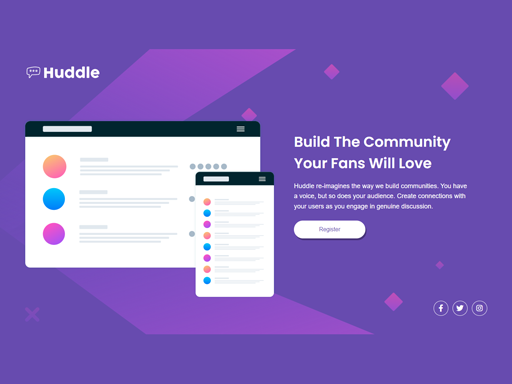 Huddle
Build The Community
Your Fans Will Love
Huddle re-imagines the way we build communities. You have
a voice, but so does your audience. Create connections with
your users as you engage in genuine discussion.
Register